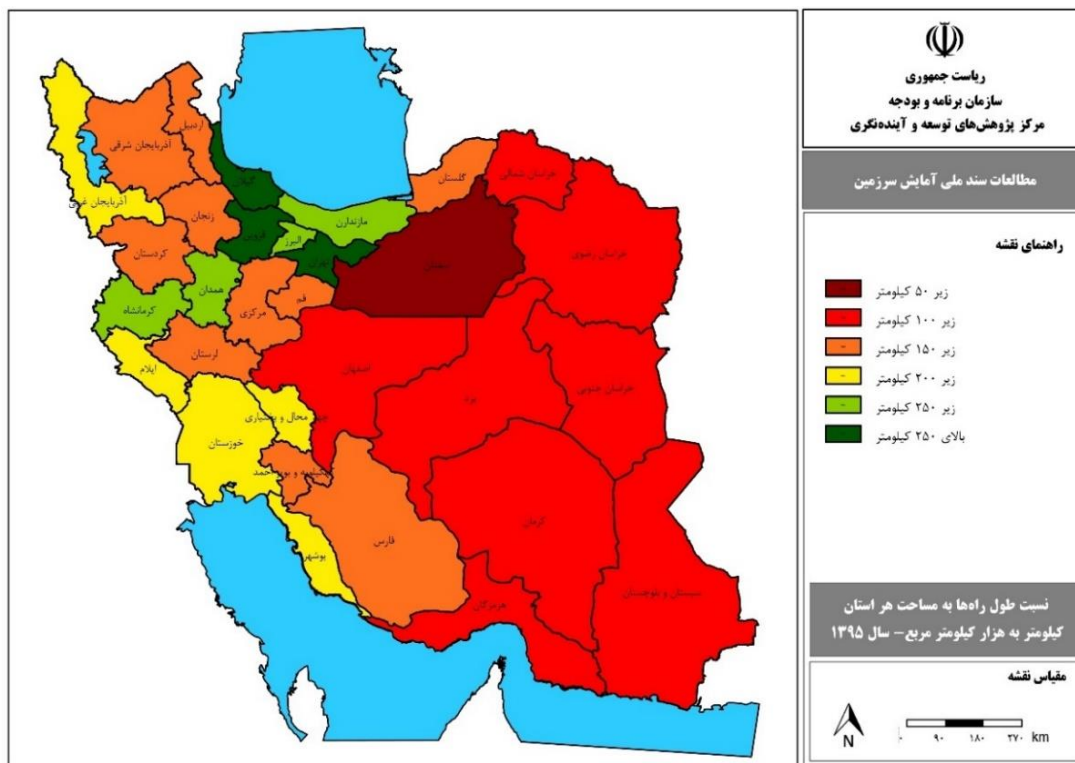 ریاست جمهوری
سازمان برنامه و بودجه
مرکز پژوهش‌های توسعه و آینده‌نگری
مطالعات سند ملی آمایش سرزمین
راهنمای نقشه
زیر ۵۰ کیلومتر
زیر ۱۰۰ کیلومتر
زیر ۱۵۰ کیلومتر
زیر ۲۰۰ کیلومتر
زیر ۲۵۰ کیلومتر
بالای ۲۵۰ کیلومتر
نسبت طول راه‌ها به مساحت هر استان
کیلومتر به هزار کیلومتر مربع– سال ۱۳۹۵
مقیاس نقشه
N
۰ ۹۰ ۱۸۰ ۲۷۰ km
اردبیل
آذربایجان شرقی
آذربایجان غربی
گیلان
زنجان
قزوین
مازندارن
البرز
تهران
گلستان
خراسان شمالی
خراسان رضوی
سمنان
کردستان
همدان
کرمانشاه
مرکزی
قم
لرستان
ایلام
اصفهان
یزد
خراسان جنوبی
محال و بختیاری
خوزستان
و بویراحمد
فارس
کرمان
بوشهر
هرمزگان
سیستان و بلوچستان